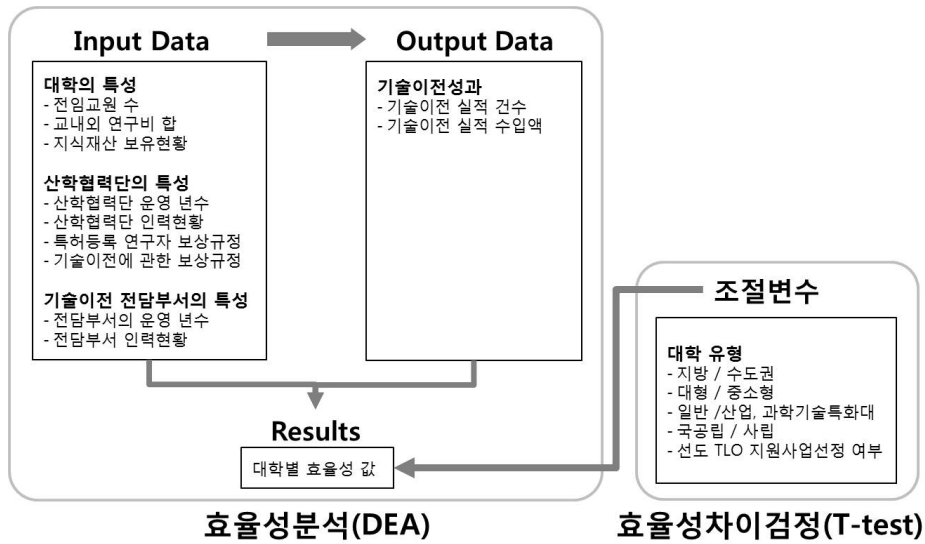 Input Data
대학의 특성
- 전임교원 수
- 교내외 연구비 합
- 지식재산 보유현황
산학협력단의 특성
- 산학협력단 운영 년수
- 산학협력단 인력현황
- 특허등록 연구자 보상규정
- 기술이전에 관한 보상규정
기술이전 전담부서의 특성
- 전담부서의 운영 년수
- 전담부서 인력현황
Output Data
기술이전성과
- 기술이전 실적 건수
- 기술이전 실적 수입액
Results
대학별 효율성 값
효율성분석(DEA)
조절변수
대학 유형
- 지방 / 수도권
- 대형 / 중소형
- 일반 /산업, 과학기술특화대
- 국공립 / 사립
- 선도 TLO 지원사업선정 여부
효율성차이검정(T-test)